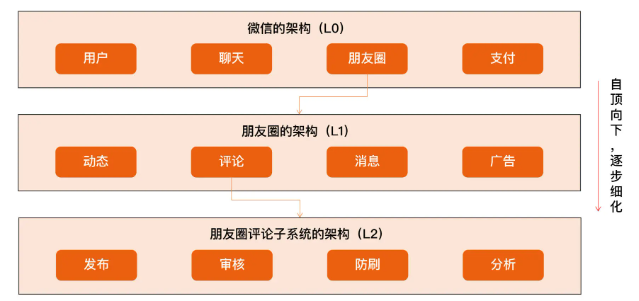 微信的架构（L0）
用户
聊天
朋友圈
支付
朋友圈的架构（L1）
动态
评论
消息
广告
朋友圈评论子系统的架构（L2）
发布
审核
防刷
分析
自顶向下，逐步细化